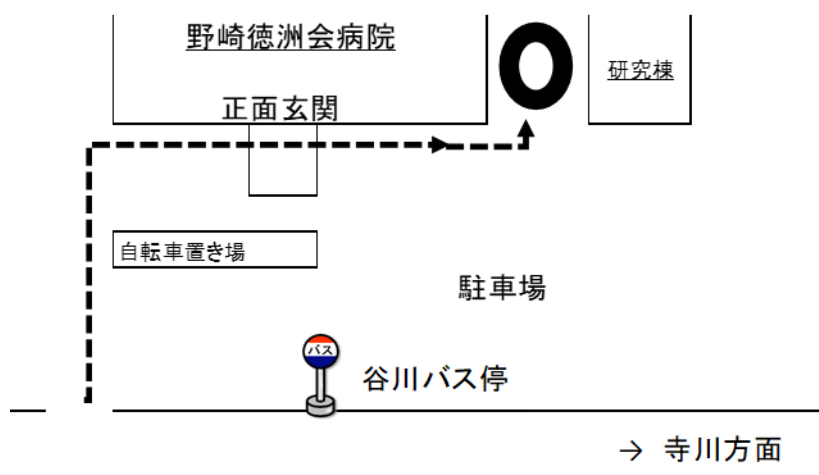 野崎徳洲会病院
研究棟
正面玄関
自転車置き場
駐車場
バス
谷川バス停
→ 寺川方面